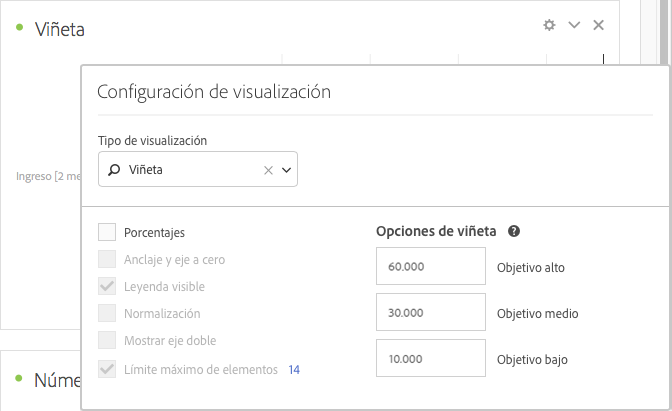 Viñeta
Configuración de visualización
Tipo de visualización
Viñeta
Ingreso [2 me
Porcentajes
Anclaje y eje a cero
Leyenda visible
Normalización
Mostrar eje doble
Límite máximo de elementos 14
Opciones de viñeta ?
60.000 Objetivo alto
30.000 Objetivo medio
10.000 Objetivo bajo
Núme